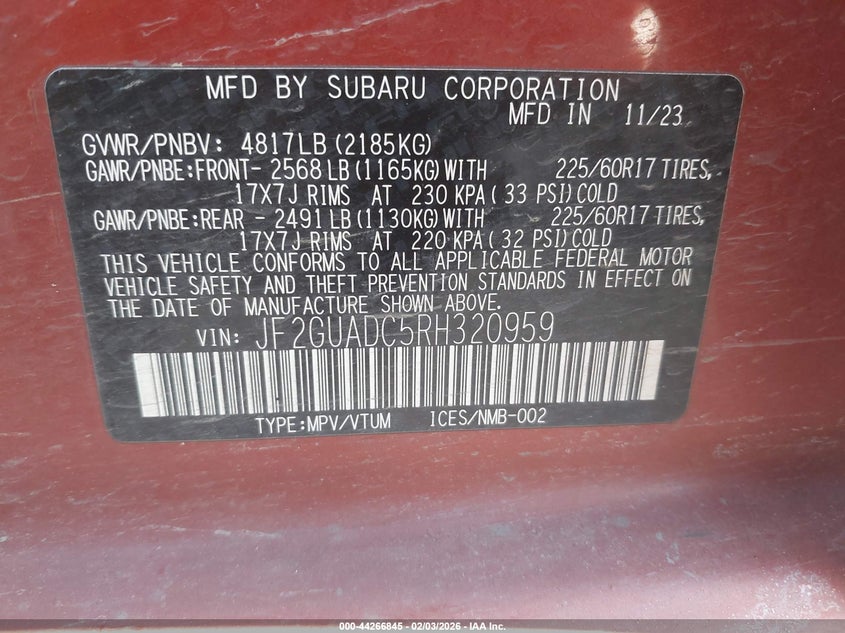 MFD BY SUBARU CORPORATION
MFD IN 11/23
GVWR/PNBV: 4817LB (2185KG)
GAWR/PNBE:FRONT- 2568LB (1165KG) WITH 225/60R17 TIRES,
17X7J RIMS AT 230 KPA ( 33 PSI) COLD
GAWR/PNBE:REAR - 2491LB (1130KG) WITH 225/60R17 TIRES,
17X7J RIMS AT 220 KPA ( 32 PSI) COLD
THIS VEHICLE CONFORMS TO ALL APPLICABLE FEDERAL MOTOR
VEHICLE SAFETY AND THEFT PREVENTION STANDARDS IN EFFECT ON
THE DATE OF MANUFACTURE SHOWN ABOVE.
VIN: JF2GUADC5RH320959
TYPE:MPV/VTUM ICES/NMB-002
000-44266845 - 02/03/2026 - IAA Inc.